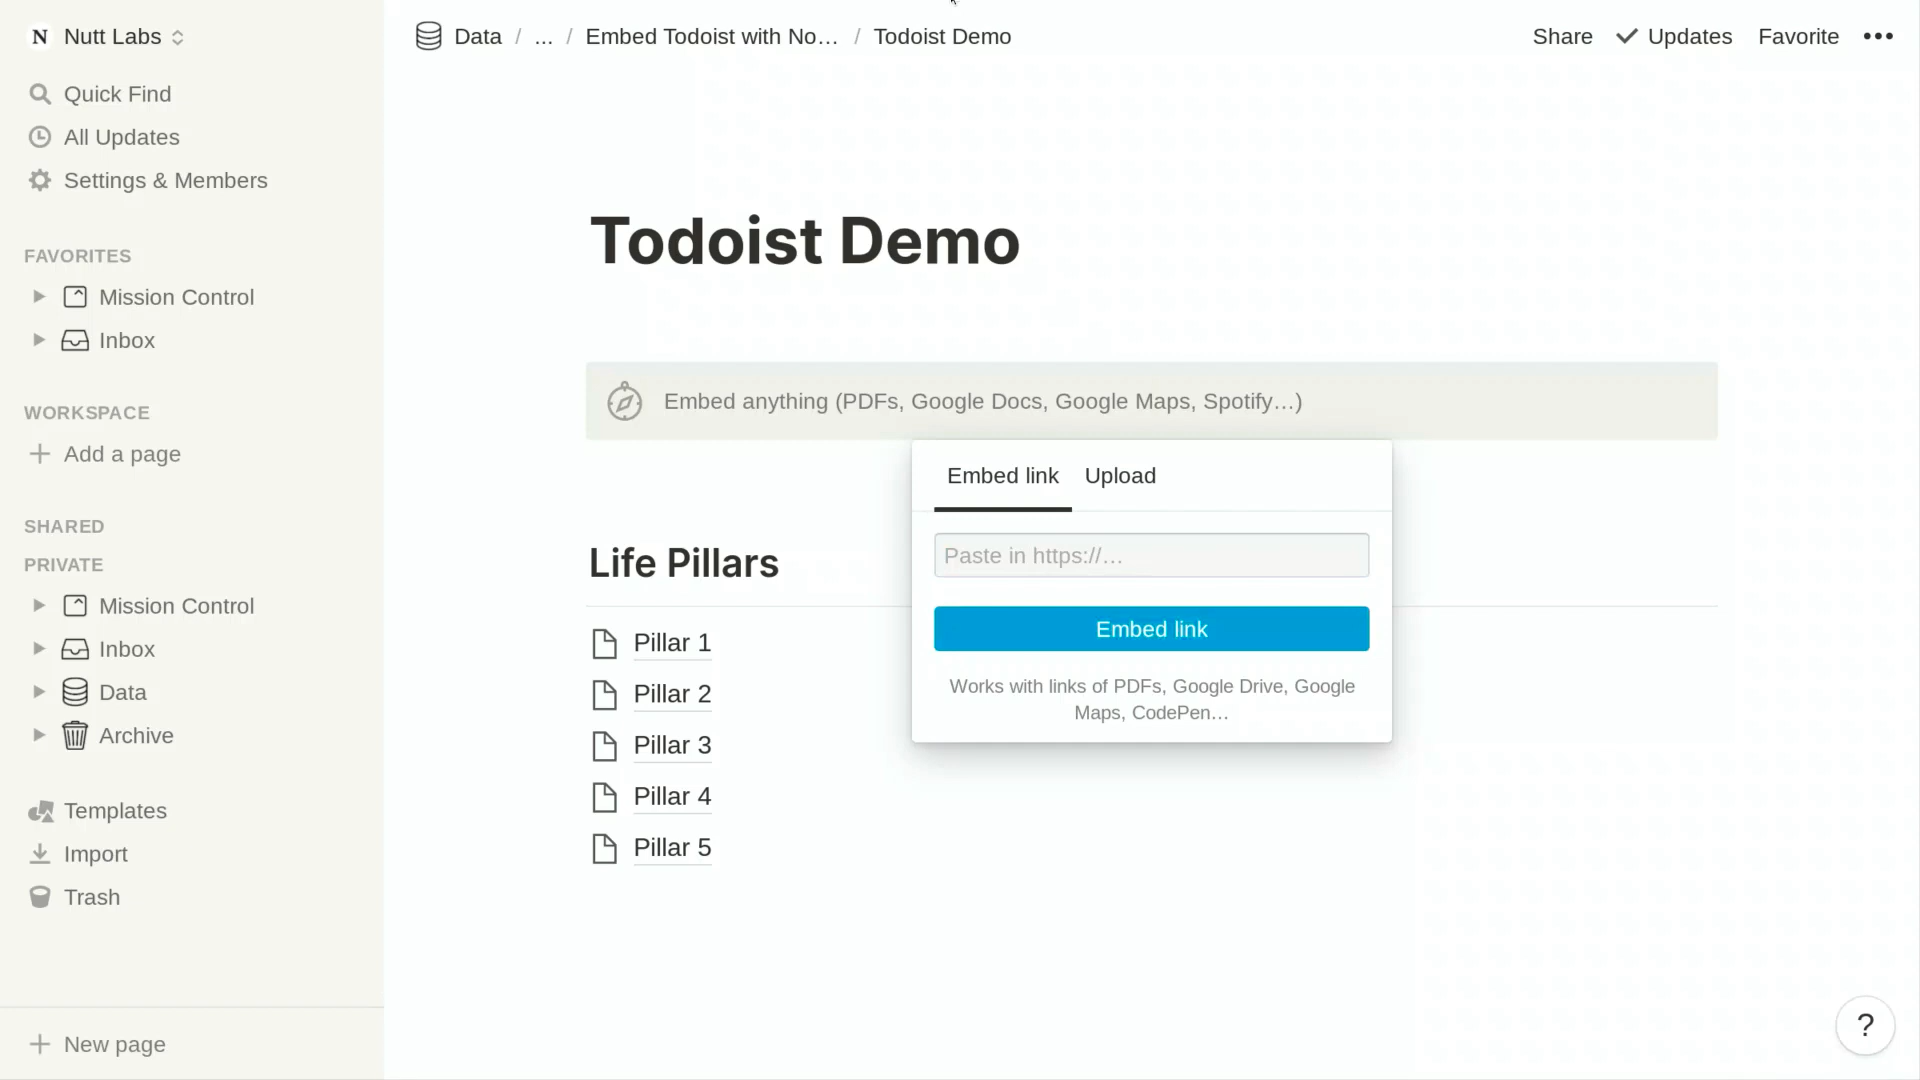 N Nutt Labs
Quick Find
All Updates
Settings & Members
FAVORITES
Mission Control
Inbox
WORKSPACE
Add a page
SHARED
PRIVATE
Mission Control
Inbox
Data
Archive
Templates
Import
Trash
New page
Data / ... / Embed Todoist with No... / Todoist Demo
Share Updates Favorite •••
Todoist Demo
Embed anything (PDFs, Google Docs, Google Maps, Spotify...)
Embed link Upload
Paste in https://...
Embed link
Works with links of PDFs, Google Drive, Google
Maps, CodePen...
Life Pillars
Pillar 1
Pillar 2
Pillar 3
Pillar 4
Pillar 5
?